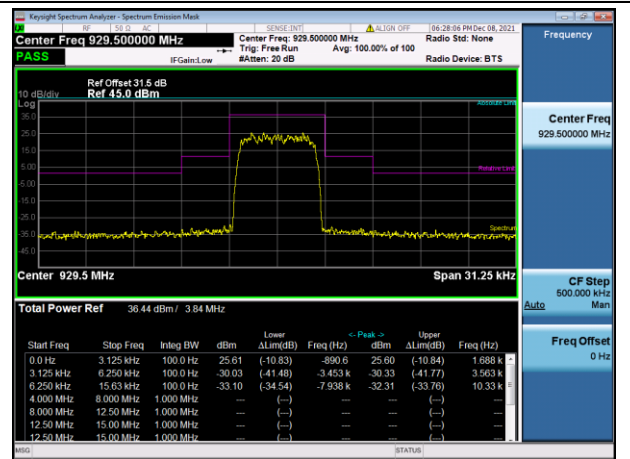 Keysight Spectrum Analyzer - Spectrum Emission Mask
RF 50 Ω AC SENSE:INT ALIGN OFF 06:28:06 PM Dec 08, 2021
Center Freq 929.500000 MHz Center Freq: 929.500000 MHz Radio Std: None
Trig: Free Run Avg: 100.00% of 100
PASS IFGain:Low #Atten: 20 dB Radio Device: BTS
Ref Offset 31.5 dB
10 dB/div Ref 45.0 dBm
Log
Absolute Limit
35.0
25.0
15.0
5.00
Relative Limit
-5.00
-15.0
-25.0
Spectrum
-35.0
-45.0
Center 929.5 MHz Span 31.25 kHz
Total Power Ref 36.44 dBm / 3.84 MHz
Lower <- Peak -> Upper
Start Freq Stop Freq Integ BW dBm ΔLim(dB) Freq (Hz) dBm ΔLim(dB) Freq (Hz)
0.0 Hz 3.125 kHz 100.0 Hz 25.61 (-10.83) -890.6 25.60 (-10.84) 1.688 k
3.125 kHz 6.250 kHz 100.0 Hz -30.03 (-41.48) -3.453 k -30.33 (-41.77) 3.563 k
6.250 kHz 15.63 kHz 100.0 Hz -33.10 (-34.54) -7.938 k -32.31 (-33.76) 10.33 k
4.000 MHz 8.000 MHz 1.000 MHz --- (---) --- (---)
8.000 MHz 12.50 MHz 1.000 MHz --- (---) --- (---)
12.50 MHz 15.00 MHz 1.000 MHz --- (---) --- (---)
12.50 MHz 15.00 MHz 1.000 MHz --- (---) --- (---)
MSG STATUS
Frequency
Center Freq
929.500000 MHz
CF Step
500.000 kHz
Auto Man
Freq Offset
0 Hz